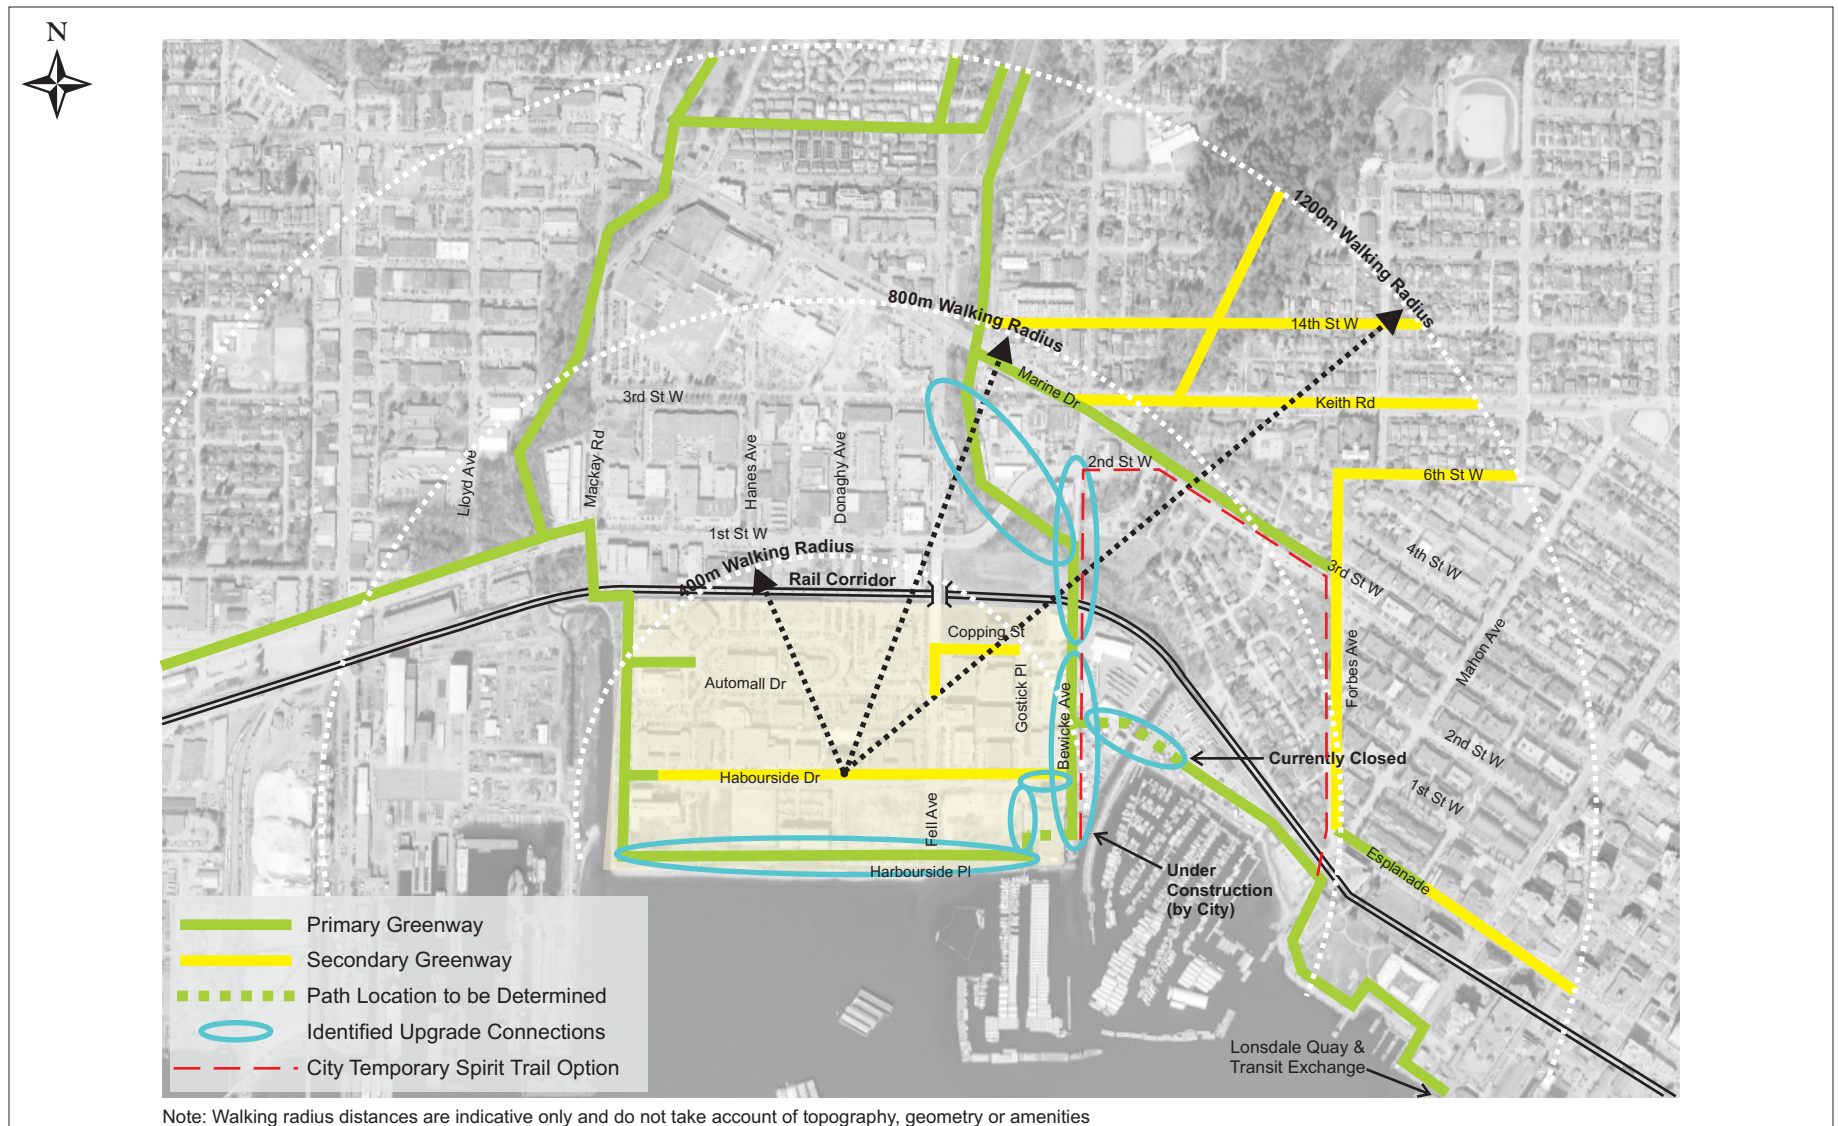 N
1200m Walking Radius
800m Walking Radius
14th St W
Marine Dr
3rd St W
Keith Rd
2nd St W
6th St W
Lloyd Ave
Mackay Rd
Hanes Ave
Donaghy Ave
1st St W
400m Walking Radius
Rail Corridor
3rd St W
4th St W
Copping St
Forbes Ave
Mahon Ave
Automall Dr
Gostick Pl
Bewicke Ave
2nd St W
Currently Closed
Habourside Dr
1st St W
Fell Ave
Harbourside Pl
Under
Construction
(by City)
Esplanade
Primary Greenway
Secondary Greenway
Path Location to be Determined
Identified Upgrade Connections
City Temporary Spirit Trail Option
Lonsdale Quay &
Transit Exchange
Note: Walking radius distances are indicative only and do not take account of topography, geometry or amenities